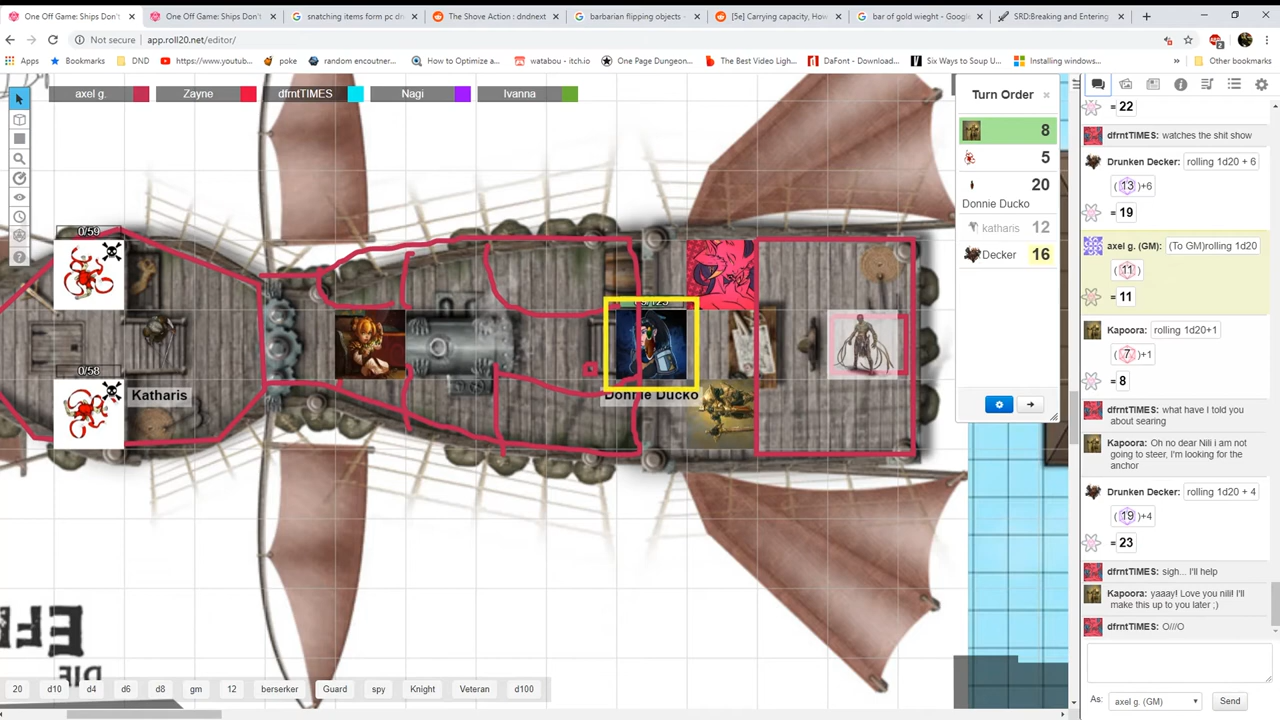 One Off Game: Ships Don't
One Off Game: Ships Don't
snatching items form pc dn
The Shove Action : dndnext
barbarian flipping objects -
[5e] Carrying capacity, How
bar of gold wieght - Google
SRD:Breaking and Entering
Not secure | app.roll20.net/editor/
Apps
Bookmarks
DND
https://www.youtub...
poke
random encoutner...
How to Optimize a...
watabou - itch.io
One Page Dungeon...
The Best Video Ligh...
DaFont - Download...
Six Ways to Soup U...
Installing windows...
Other bookmarks
axel g.
Zayne
dfrntTIMES
Nagi
Ivanna
0/59
0/58
Katharis
Donnie Ducko
DIE
Turn Order
8
5
20
Donnie Ducko
katharis 12
Decker 16
= 22
dfrntTIMES: watches the shit show
Drunken Decker: rolling 1d20 + 6
(13)+6
= 19
axel g. (GM): (To GM)rolling 1d20
(11)
= 11
Kapoora: rolling 1d20+1
(7)+1
= 8
dfrntTIMES: what have I told you
about searing
Kapoora: Oh no dear Nili i am not
going to steer, I'm looking for the
anchor
Drunken Decker: rolling 1d20 + 4
(19)+4
= 23
dfrntTIMES: sigh... I'll help
Kapoora: yaaay! Love you nili! I'll
make this up to you later ;)
dfrntTIMES: O///O
As: axel g. (GM)
Send
20
d10
d4
d6
d8
gm
12
berserker
Guard
spy
Knight
Veteran
d100